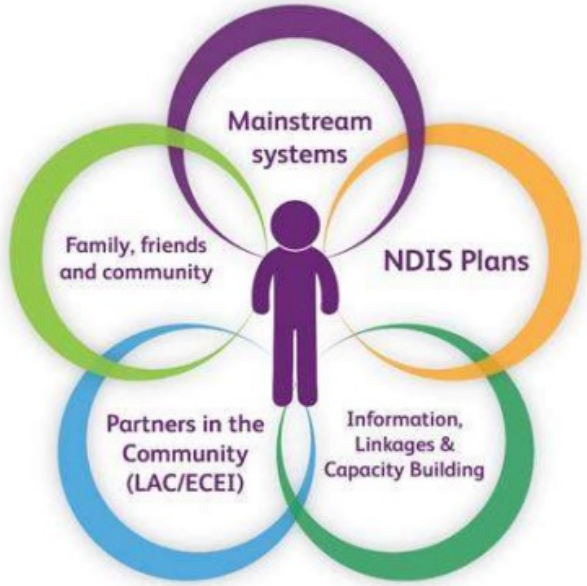 Mainstream
systems
Family, friends
and community
NDIS Plans
Partners in the
Community
(LAC/ECEI)
Information,
Linkages &
Capacity Building